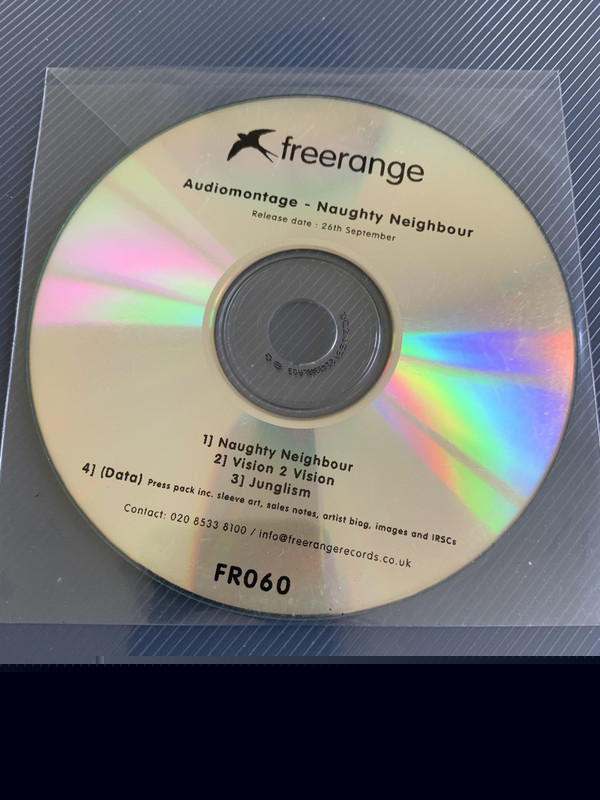 freerange
Audiomontage - Naughty Neighbour
Release date : 26th September
1] Naughty Neighbour
2] Vision 2 Vision
3] Junglism
4] (Data) Press pack inc. sleeve art, sales notes, artist biog, images and IRSCs
Contact: 020 8533 8100 / info@freerangerecords.co.uk
FR060